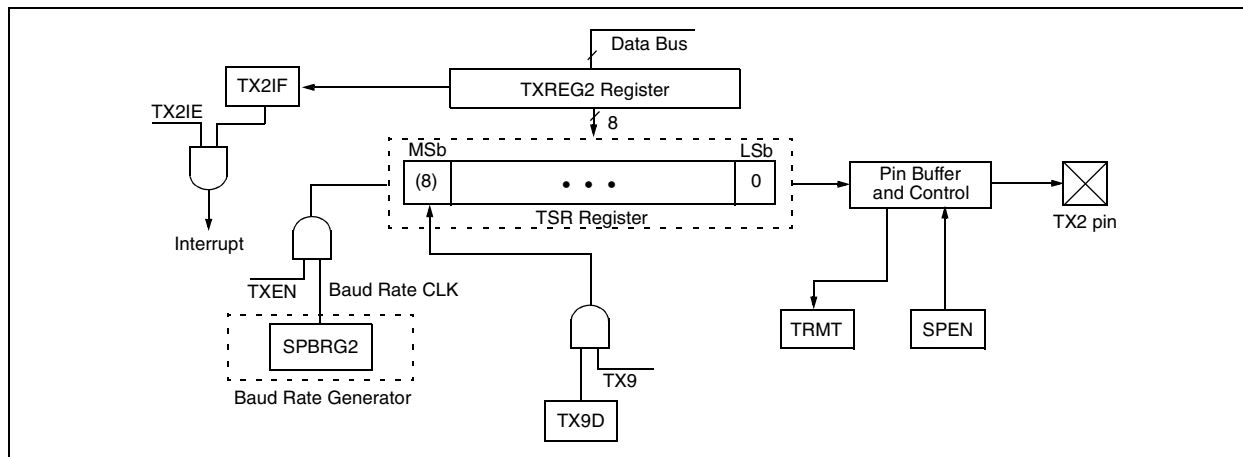 Data Bus
TX2IF
TXREG2 Register
TX2IE
8
MSb
LSb
(8)
• • •
0
Pin Buffer
and Control
TSR Register
TX2 pin
Interrupt
TXEN
Baud Rate CLK
TRMT
SPEN
SPBRG2
TX9
Baud Rate Generator
TX9D